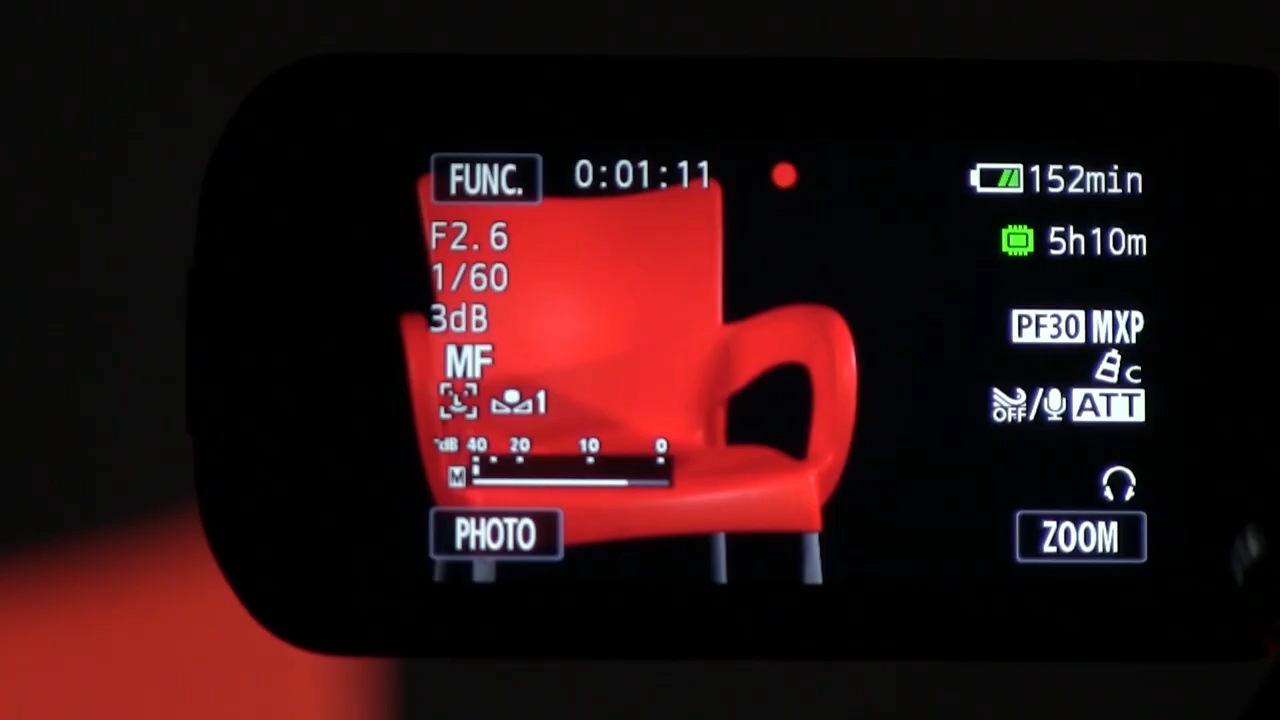 FUNC. 0:01:11 152min
F2.6 5h10m
1/60
3dB PF30 MXP
MF C
1 OFF/ ATT
dB 40 20 10 0
M
PHOTO ZOOM